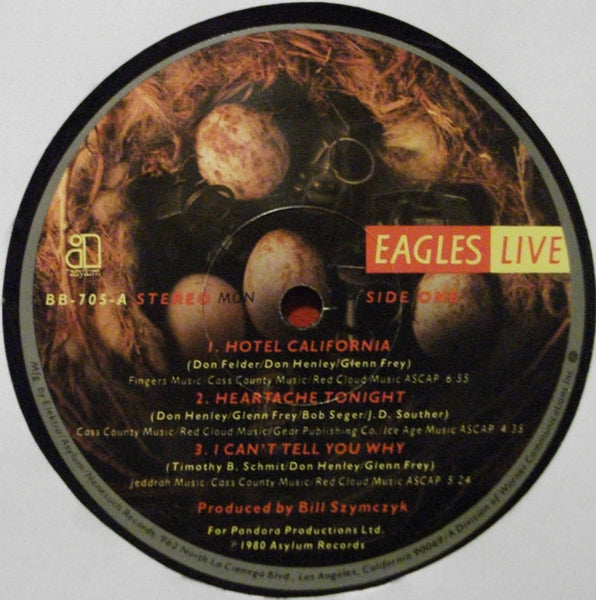 asylum
EAGLES LIVE
BB-705-A STEREO MON SIDE ONE
1. HOTEL CALIFORNIA
(Don Felder/Don Henley/Glenn Frey)
Fingers Music/Cass County Music/Red Cloud Music ASCAP 6:55
2. HEARTACHE TONIGHT
(Don Henley/Glenn Frey/Bob Seger/J.D. Souther)
Cass County Music/Red Cloud Music/Gear Publishing Co./Ice Age Music ASCAP 4:35
3. I CAN'T TELL YOU WHY
(Timothy B. Schmit/Don Henley/Glenn Frey)
Jeddrah Music/Cass County Music/Red Cloud Music ASCAP 5:24
Produced by Bill Szymczyk
For Pandora Productions Ltd.
℗ 1980 Asylum Records
Mfg. by Elektra/Asylum/Nonesuch Records, 962 North La Cienega Blvd., Los Angeles, California 90069/A Division of Warner Communications Inc.